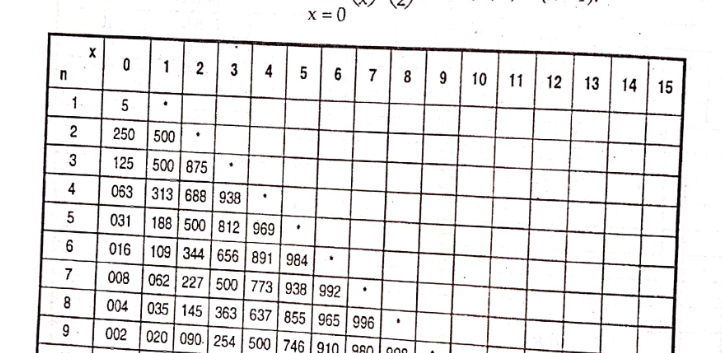 x = 0
x
n 0 1 2 3 4 5 6 7 8 9 10 11 12 13 14 15
1 5 *
2 250 500 *
3 125 500 875 *
4 063 313 688 938 *
5 031 188 500 812 969 *
6 016 109 344 656 891 984 *
7 008 062 227 500 773 938 992 *
8 004 035 145 363 637 855 965 996 *
9 002 020 090 254 500 746 910 980